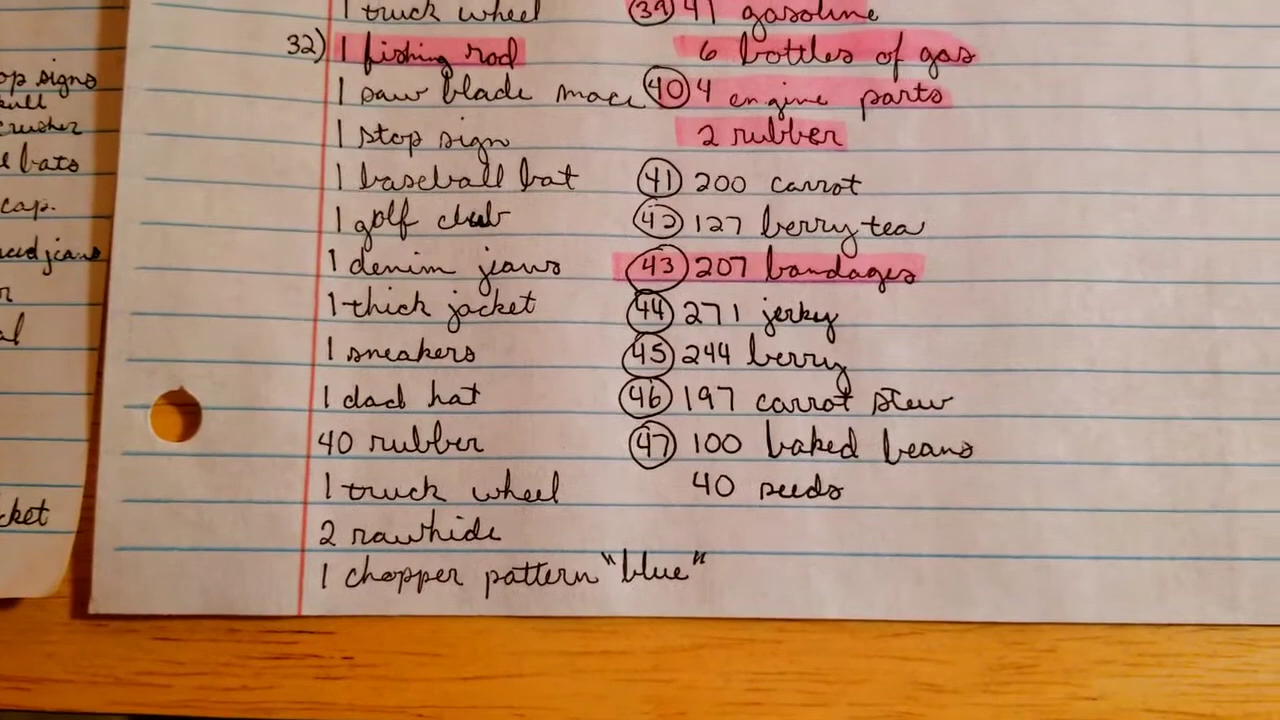 op signs
crusher
bats
cap.
jeans
cket
1 truck wheel
32) 1 fishing rod
1 saw blade mace
1 stop sign
1 baseball bat
1 golf club
1 denim jeans
1 thick jacket
1 sneakers
1 dad hat
40 rubber
1 truck wheel
2 rawhide
1 chopper pattern "blue"
39 41 gasoline
6 bottles of gas
40 4 engine parts
2 rubber
41 200 carrot
42 127 berry tea
43 207 bandages
44 271 jerky
45 244 berry
46 197 carrot stew
47 100 baked beans
40 seeds